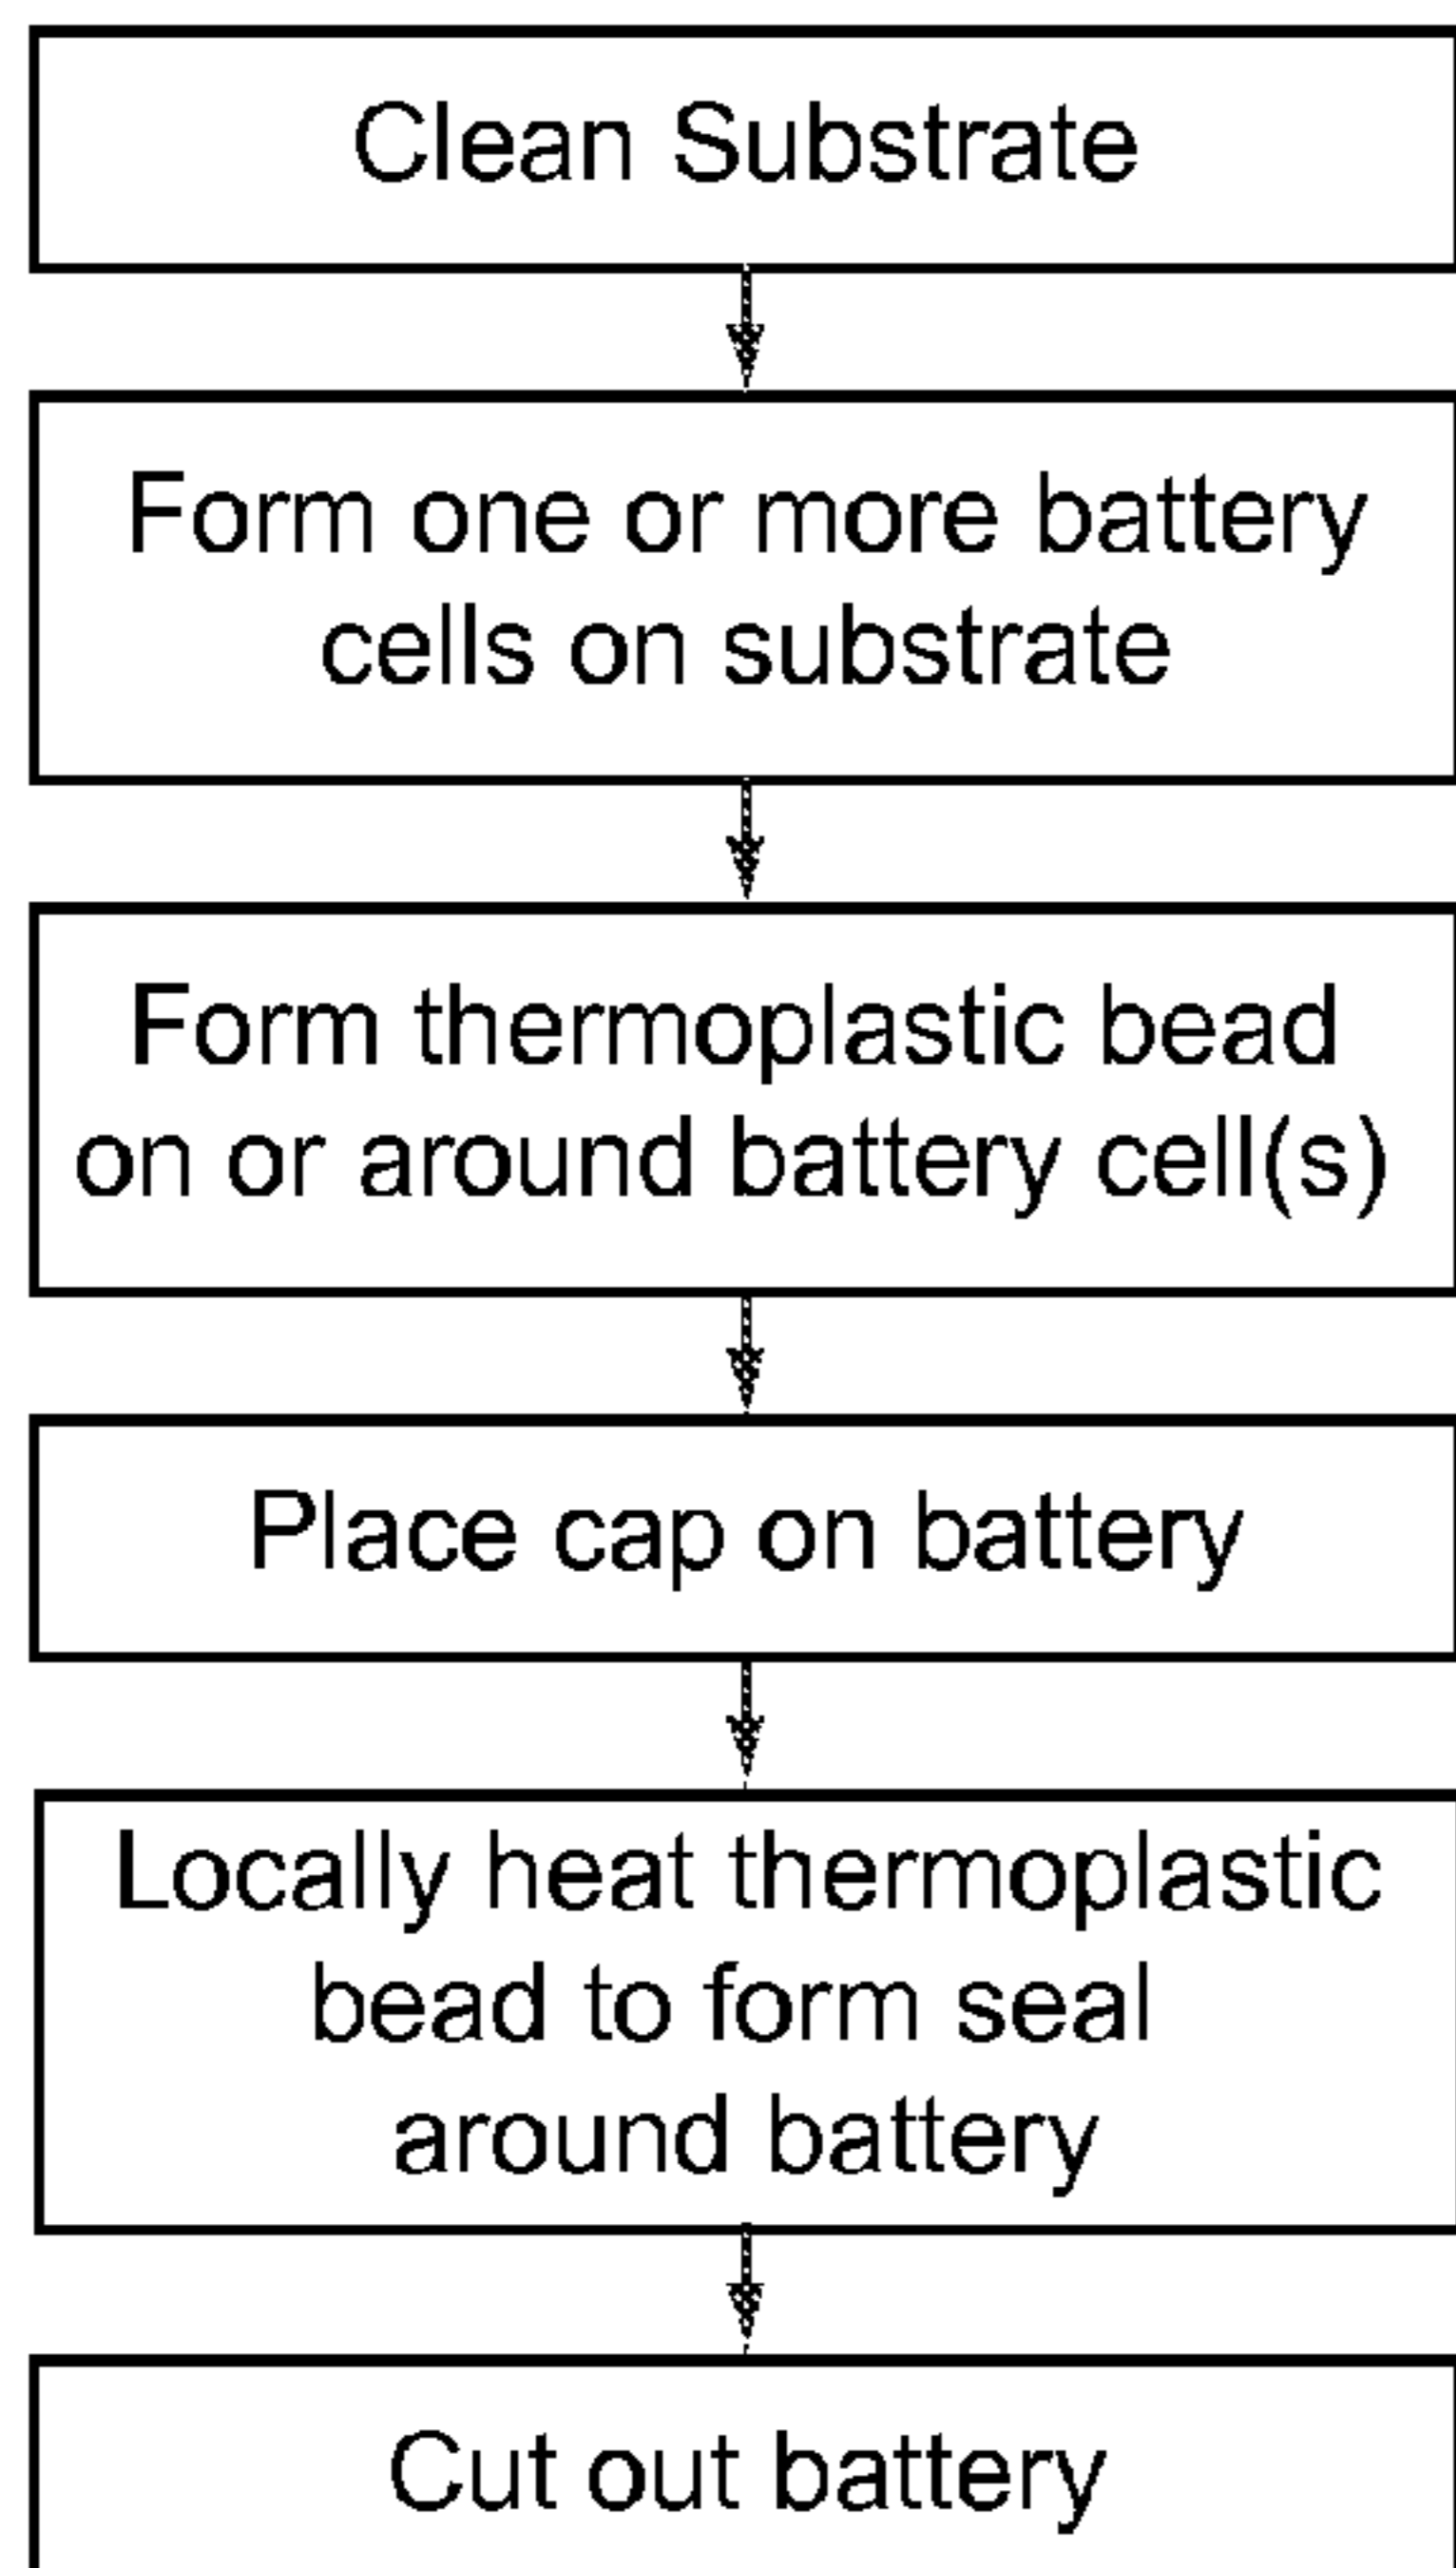 Clean Substrate
Form one or more battery
cells on substrate
Form thermoplastic bead
on or around battery cell(s)
Place cap on battery
Locally heat thermoplastic
bead to form seal
around battery
Cut out battery